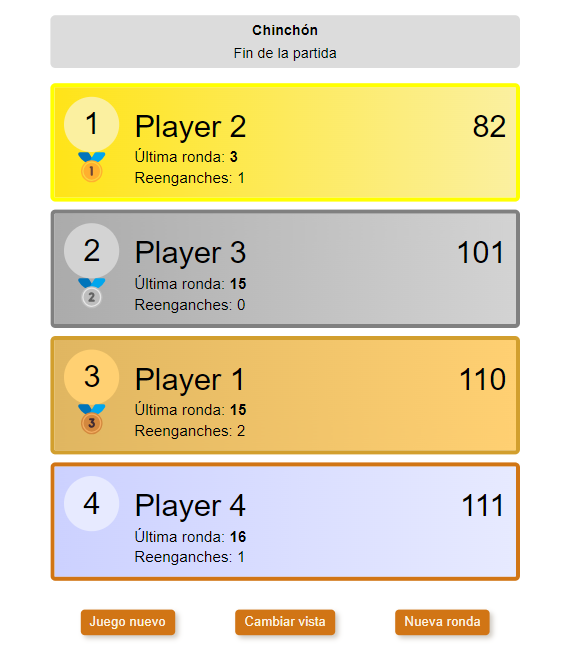 Chinchón
Fin de la partida
1
Player 2
82
1
Última ronda: 3
Reenganches: 1
2
Player 3
101
2
Última ronda: 15
Reenganches: 0
3
Player 1
110
3
Última ronda: 15
Reenganches: 2
4
Player 4
111
Última ronda: 16
Reenganches: 1
Juego nuevo
Cambiar vista
Nueva ronda